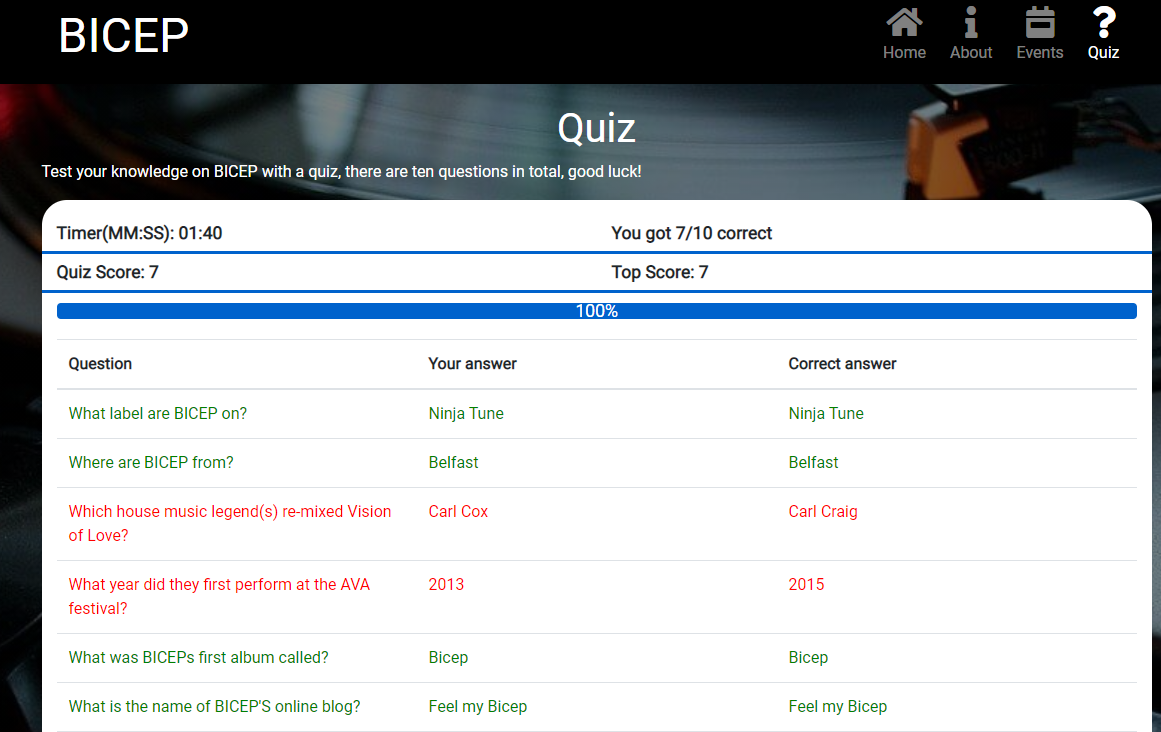 BICEP
Home About Events Quiz
Quiz
Test your knowledge on BICEP with a quiz, there are ten questions in total, good luck!
Timer(MM:SS): 01:40 You got 7/10 correct
Quiz Score: 7 Top Score: 7
100%
Question Your answer Correct answer
What label are BICEP on? Ninja Tune Ninja Tune
Where are BICEP from? Belfast Belfast
Which house music legend(s) re-mixed Vision Carl Cox Carl Craig
of Love?
What year did they first perform at the AVA 2013 2015
festival?
What was BICEPs first album called? Bicep Bicep
What is the name of BICEP'S online blog? Feel my Bicep Feel my Bicep